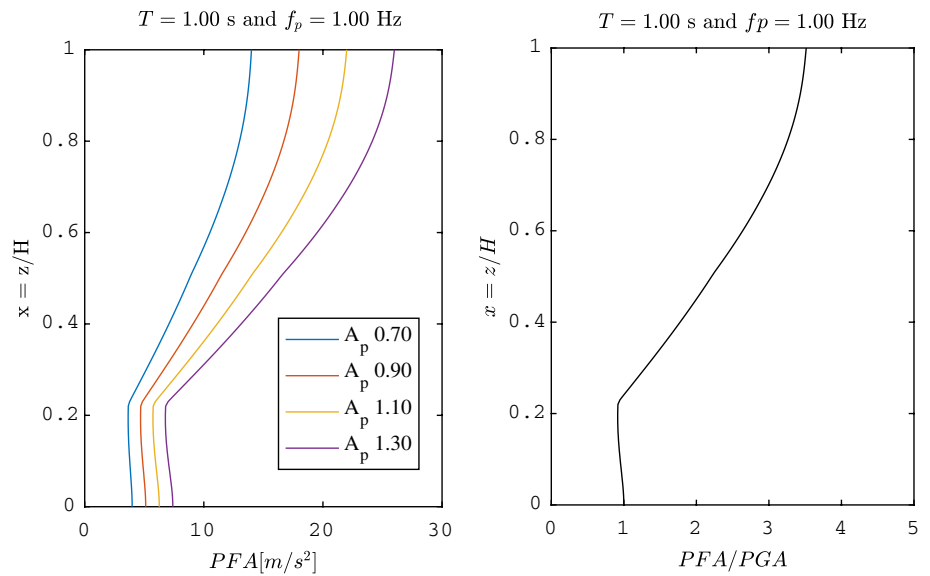 T = 1.00 s and f_p = 1.00 Hz
1
0.8
0.6
0.4
0.2
0
x = z/H
A_p 0.70
A_p 0.90
A_p 1.10
A_p 1.30
0 10 20 30
PFA[m/s²]
T = 1.00 s and fp = 1.00 Hz
1
0.8
0.6
0.4
0.2
0
x = z/H
0 1 2 3 4 5
PFA/PGA